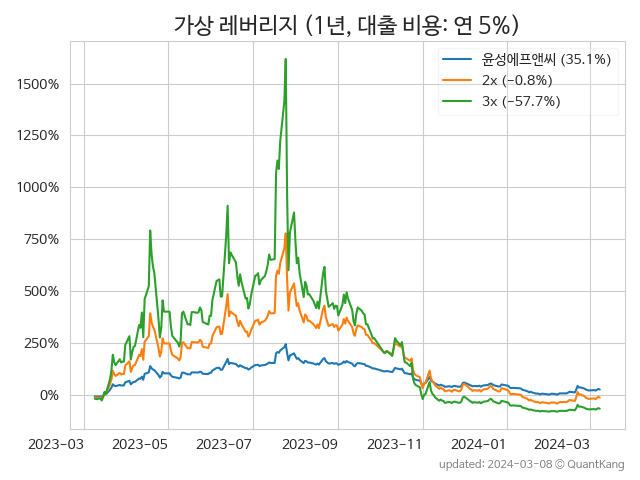 가상 레버리지 (1년, 대출 비용: 연 5%)
윤성에프앤씨 (35.1%)
2x (−0.8%)
3x (−57.7%)
1500%
1250%
1000%
750%
500%
250%
0%
2023-03 2023-05 2023-07 2023-09 2023-11 2024-01 2024-03
updated: 2024-03-08 © QuantKang